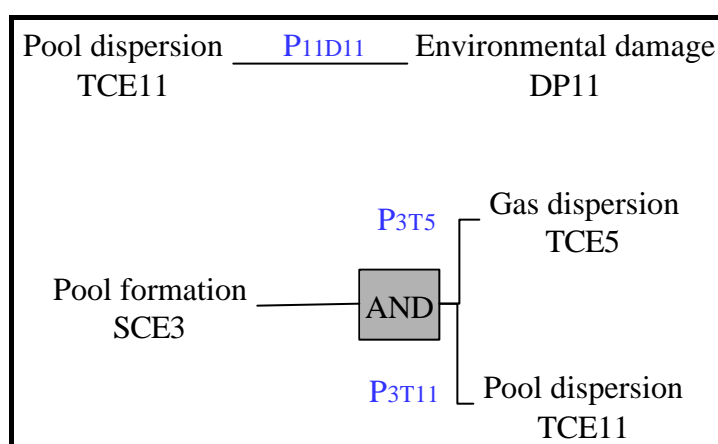 Pool dispersion P11D11 Environmental damage
TCE11 DP11
P3T5 Gas dispersion
TCE5
Pool formation AND
SCE3
P3T11 Pool dispersion
TCE11